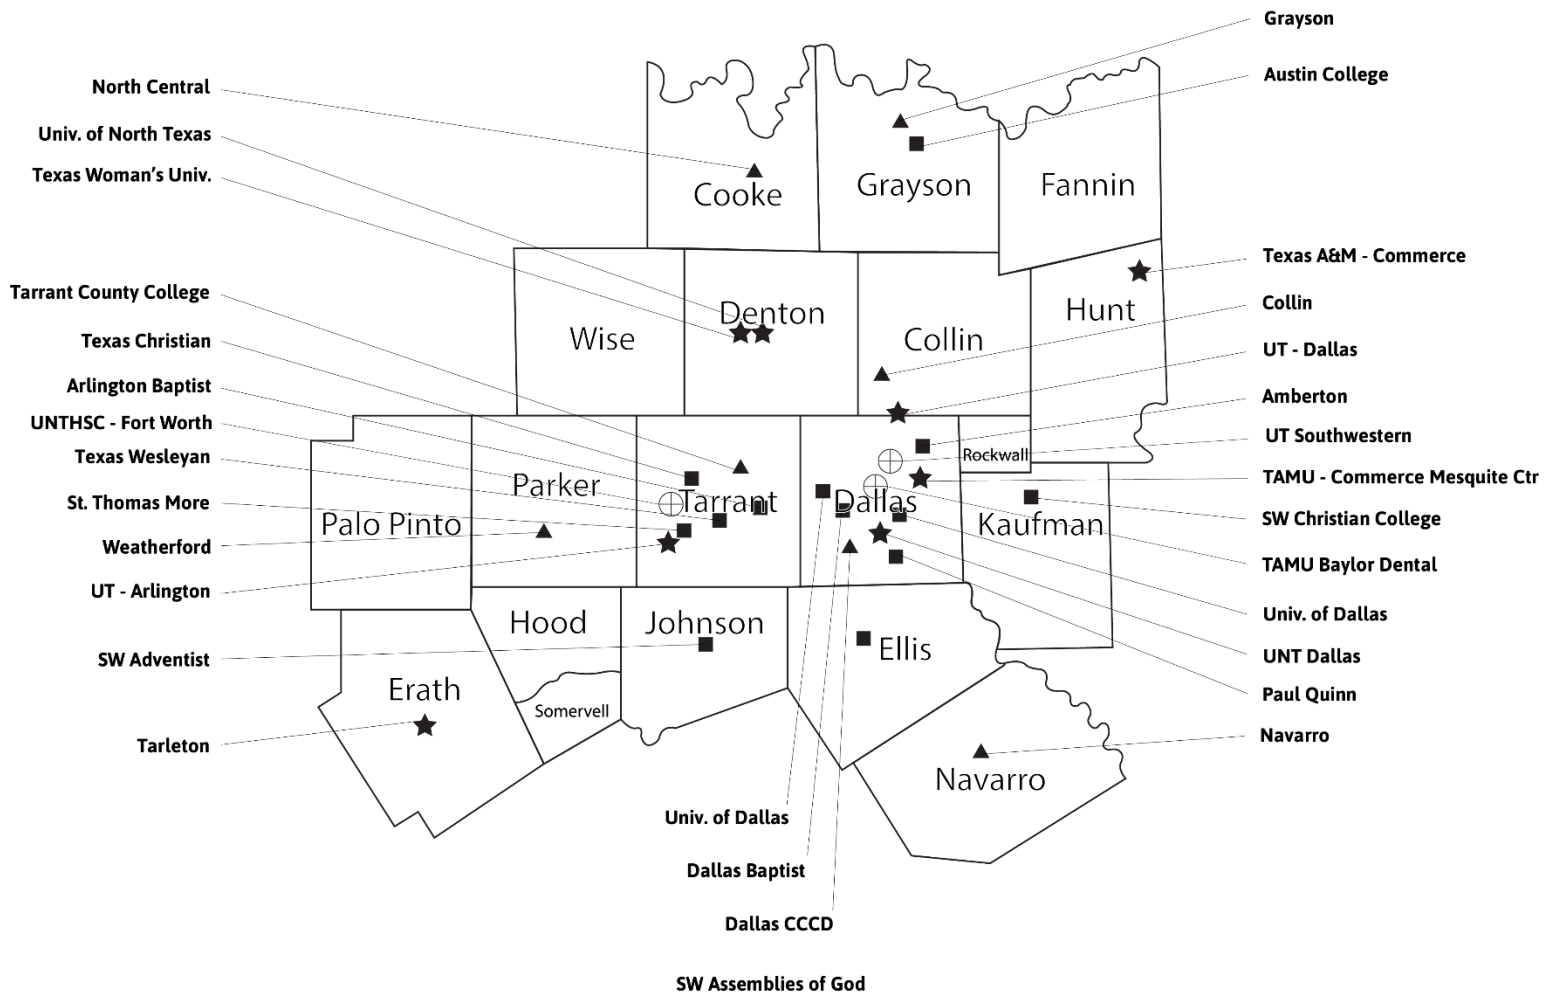 Grayson
Austin College
North Central
Univ. of North Texas
Texas Woman's Univ.
Cooke
Grayson
Fannin
Texas A&M - Commerce
Tarrant County College
Collin
Hunt
Denton
Wise
Collin
Texas Christian
UT - Dallas
Arlington Baptist
Amberton
UNTHSC - Fort Worth
UT Southwestern
Texas Wesleyan
Rockwall
TAMU - Commerce Mesquite Ctr
Parker
Tarrant
Dallas
St. Thomas More
SW Christian College
Palo Pinto
Kaufman
Weatherford
TAMU Baylor Dental
UT - Arlington
Univ. of Dallas
Hood
Johnson
Ellis
SW Adventist
UNT Dallas
Erath
Paul Quinn
Somervell
Tarleton
Navarro
Navarro
Univ. of Dallas
Dallas Baptist
Dallas CCCD
SW Assemblies of God